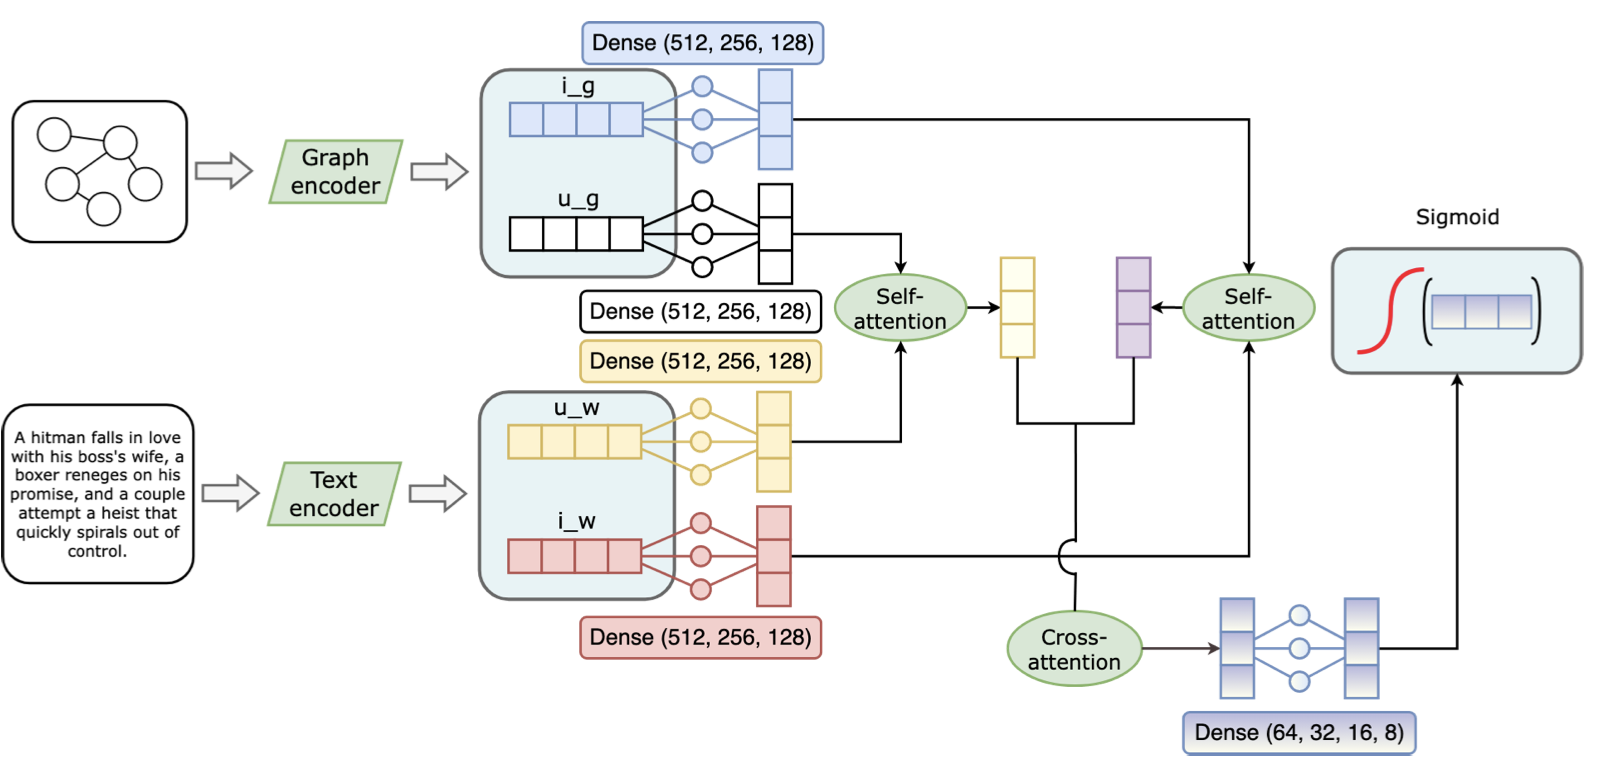 Dense (512, 256, 128)
i_g
Graph
encoder
u_g
Dense (512, 256, 128)
Self-
attention
Self-
attention
Sigmoid
Dense (512, 256, 128)
A hitman falls in love
with his boss's wife, a
boxer reneges on his
promise, and a couple
attempt a heist that
quickly spirals out of
control.
Text
encoder
u_w
i_w
Dense (512, 256, 128)
Cross-
attention
Dense (64, 32, 16, 8)